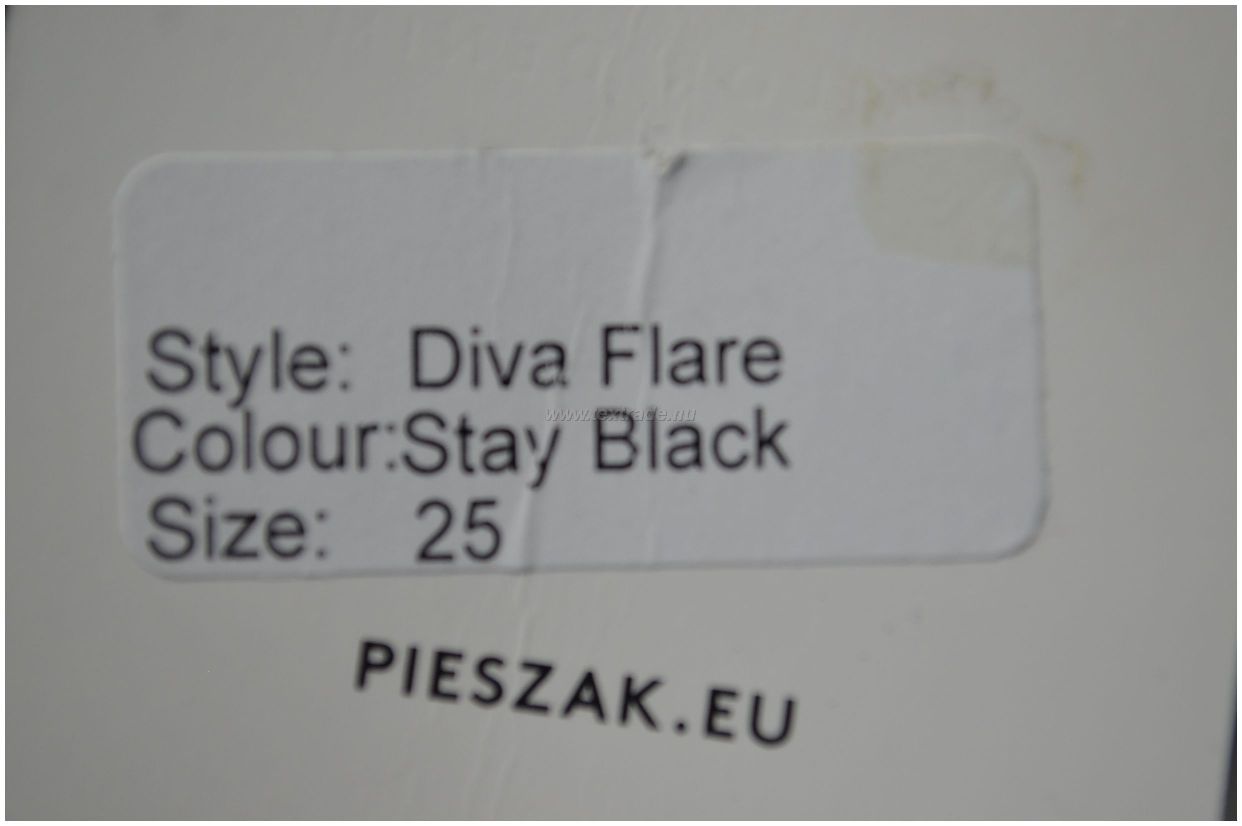 Style: Diva Flare
www.textrade.nu
Colour:Stay Black
Size: 25
PIESZAK.EU